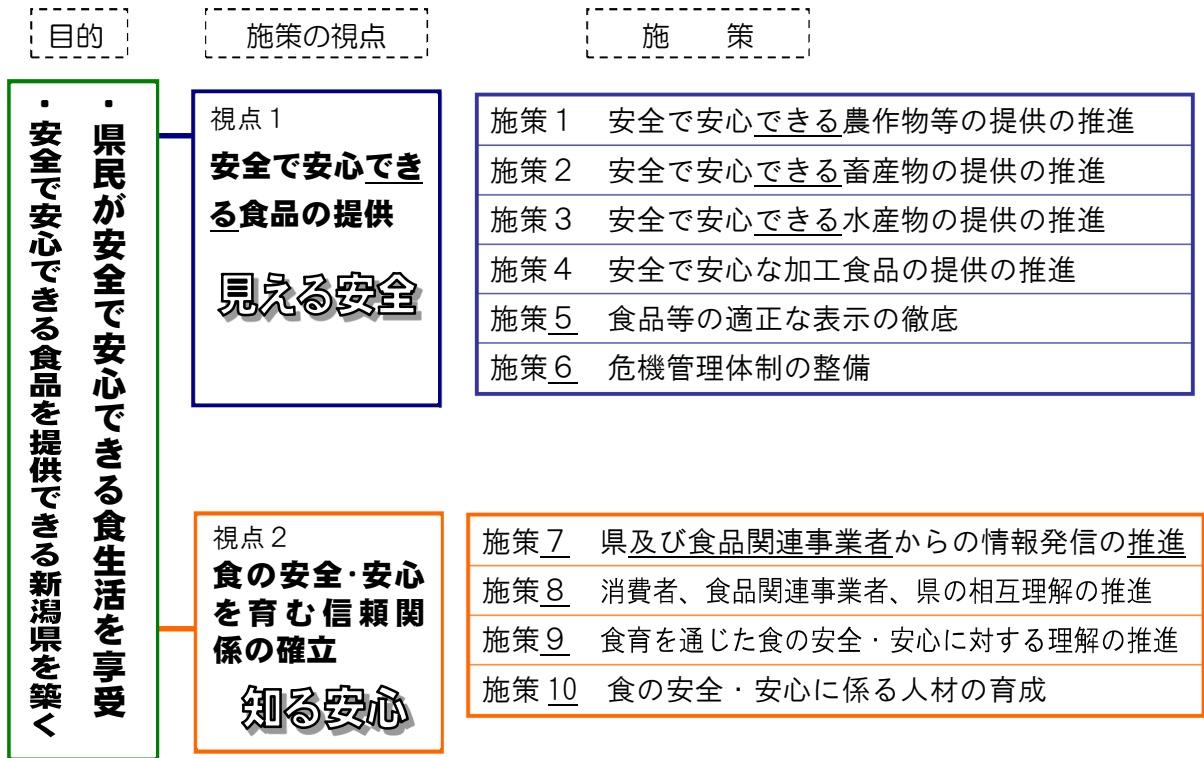 目的
施策の視点
施　策
・県民が安全で安心できる食生活を享受
・安全で安心できる食品を提供できる新潟県を築く
視点１
安全で安心でき
る食品の提供
見える安全
施策１　安全で安心できる農作物等の提供の推進
施策２　安全で安心できる畜産物の提供の推進
施策３　安全で安心できる水産物の提供の推進
施策４　安全で安心な加工食品の提供の推進
施策５　食品等の適正な表示の徹底
施策６　危機管理体制の整備
視点２
食の安全･安心
を育む信頼関
係の確立
知る安心
施策７　県及び食品関連事業者からの情報発信の推進
施策８　消費者、食品関連事業者、県の相互理解の推進
施策９　食育を通じた食の安全・安心に対する理解の推進
施策10　食の安全・安心に係る人材の育成